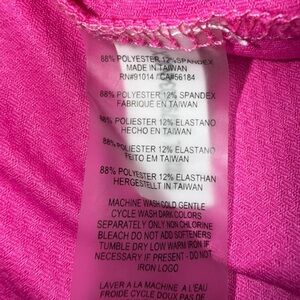 88% POLYESTER 12% SPANDEX
MADE IN TAIWAN
RN#91014 / CA#56184
88% POLYESTER 12% SPANDEX
FABRIQUE EN TAIWAN
88% POLYESTER 12% ELASTANO
HECHO EN TAIWAN
88% POLYESTER 12% ELASTANO
FEITO EM TAIWAN
88% POLYESTER 12% ELASTHAN
HERGESTELLT IN TAIWAN
MACHINE WASH COLD GENTLE
CYCLE WASH DARK COLORS
SEPARATELY ONLY NON CHLORINE
BLEACH DO NOT ADD SOFTENERS
TUMBLE DRY LOW WARM IRON IF
NECESSARY IF PRESENT - DO NOT
IRON LOGO
LAVER A LA MACHINE A L'EAU
FROIDE CYCLE DOUX PAS DE